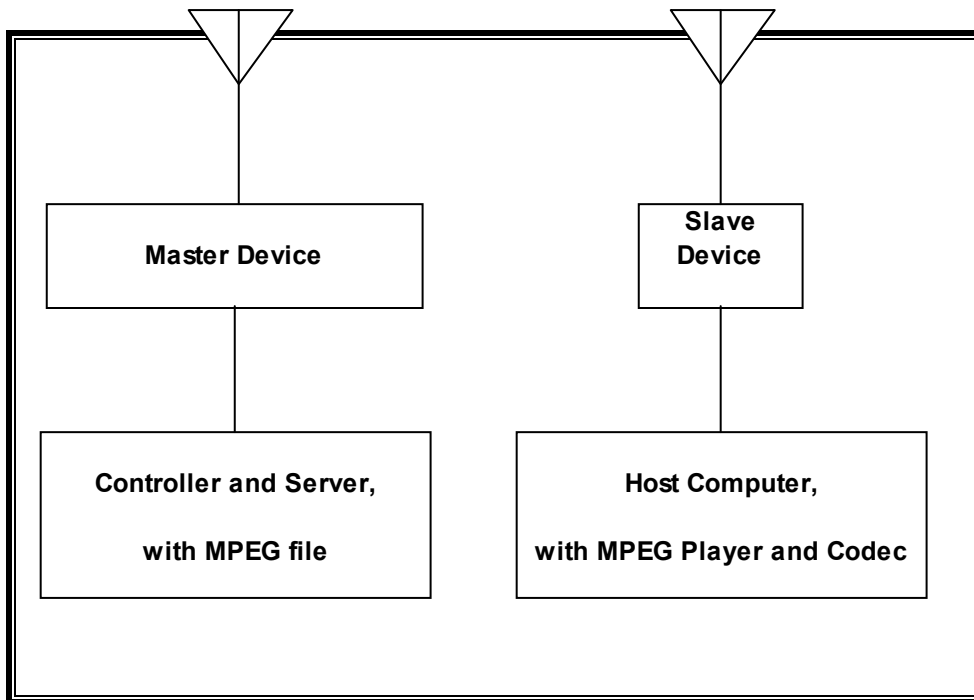 Master Device
Slave
Device
Controller and Server,
with MPEG file
Host Computer,
with MPEG Player and Codec